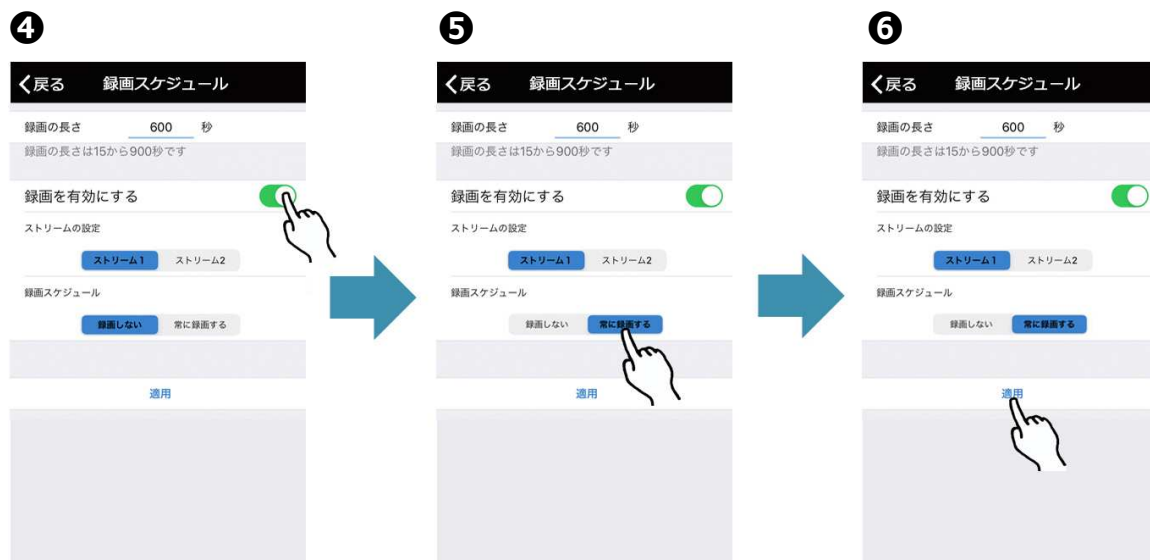 ❹
戻る 録画スケジュール
録画の長さ 600 秒
録画の長さは15から900秒です
録画を有効にする
ストリームの設定
ストリーム1 ストリーム2
録画スケジュール
録画しない 常に録画する
適用
❺
戻る 録画スケジュール
録画の長さ 600 秒
録画の長さは15から900秒です
録画を有効にする
ストリームの設定
ストリーム1 ストリーム2
録画スケジュール
録画しない 常に録画する
適用
❻
戻る 録画スケジュール
録画の長さ 600 秒
録画の長さは15から900秒です
録画を有効にする
ストリームの設定
ストリーム1 ストリーム2
録画スケジュール
録画しない 常に録画する
適用